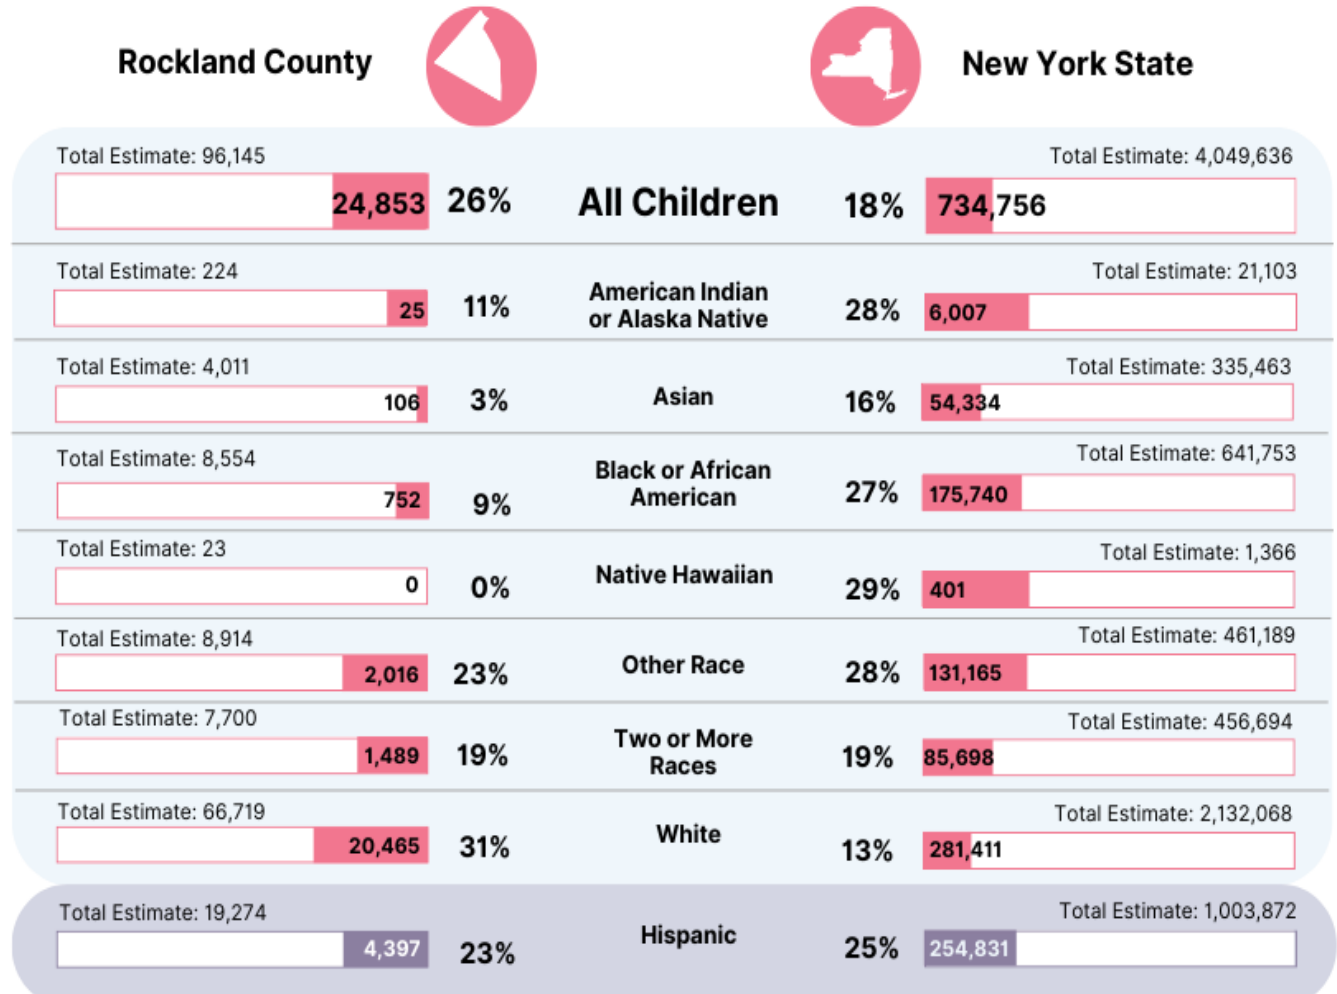 Rockland County
New York State
Total Estimate: 96,145
24,853
26%
All Children
18%
Total Estimate: 4,049,636
734,756
Total Estimate: 224
25
11%
American Indian
or Alaska Native
28%
Total Estimate: 21,103
6,007
Total Estimate: 4,011
106
3%
Asian
16%
Total Estimate: 335,463
54,334
Total Estimate: 8,554
752
9%
Black or African
American
27%
Total Estimate: 641,753
175,740
Total Estimate: 23
0
0%
Native Hawaiian
29%
Total Estimate: 1,366
401
Total Estimate: 8,914
2,016
23%
Other Race
28%
Total Estimate: 461,189
131,165
Total Estimate: 7,700
1,489
19%
Two or More
Races
19%
Total Estimate: 456,694
85,698
Total Estimate: 66,719
20,465
31%
White
13%
Total Estimate: 2,132,068
281,411
Total Estimate: 19,274
4,397
23%
Hispanic
25%
Total Estimate: 1,003,872
254,831